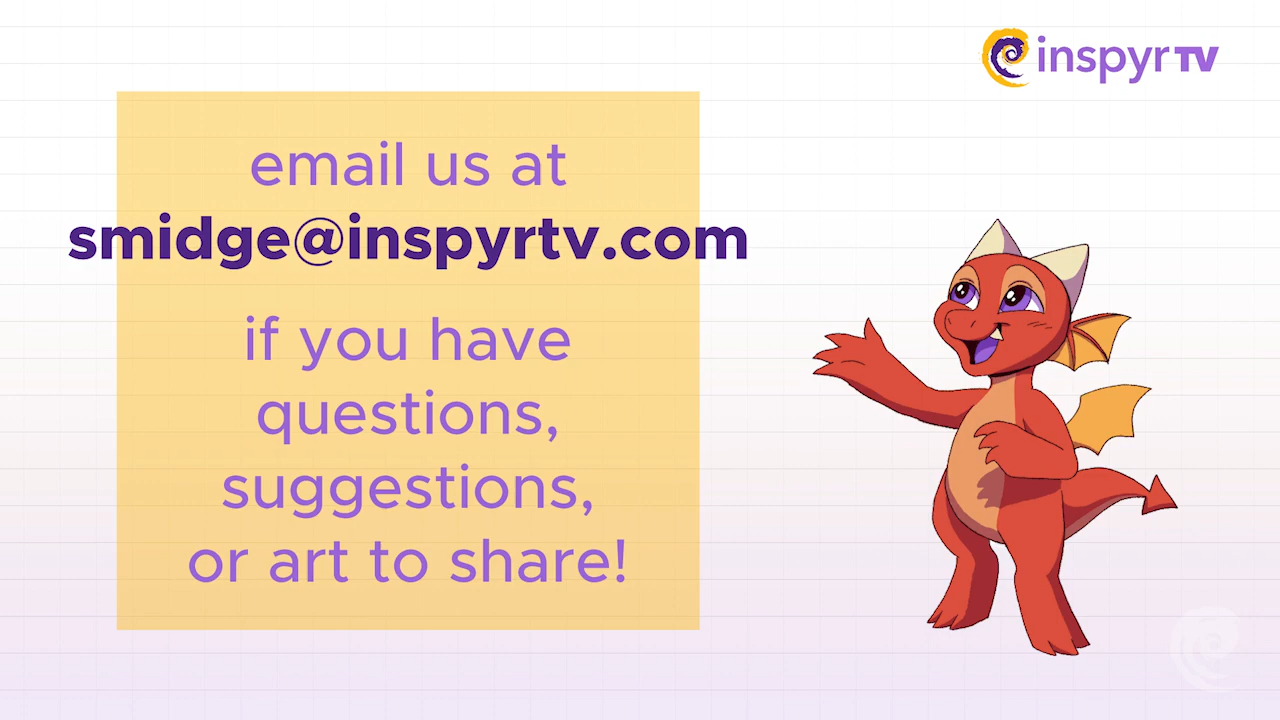 inspyr TV
email us at
smidge@inspyrtv.com
if you have
questions,
suggestions,
or art to share!